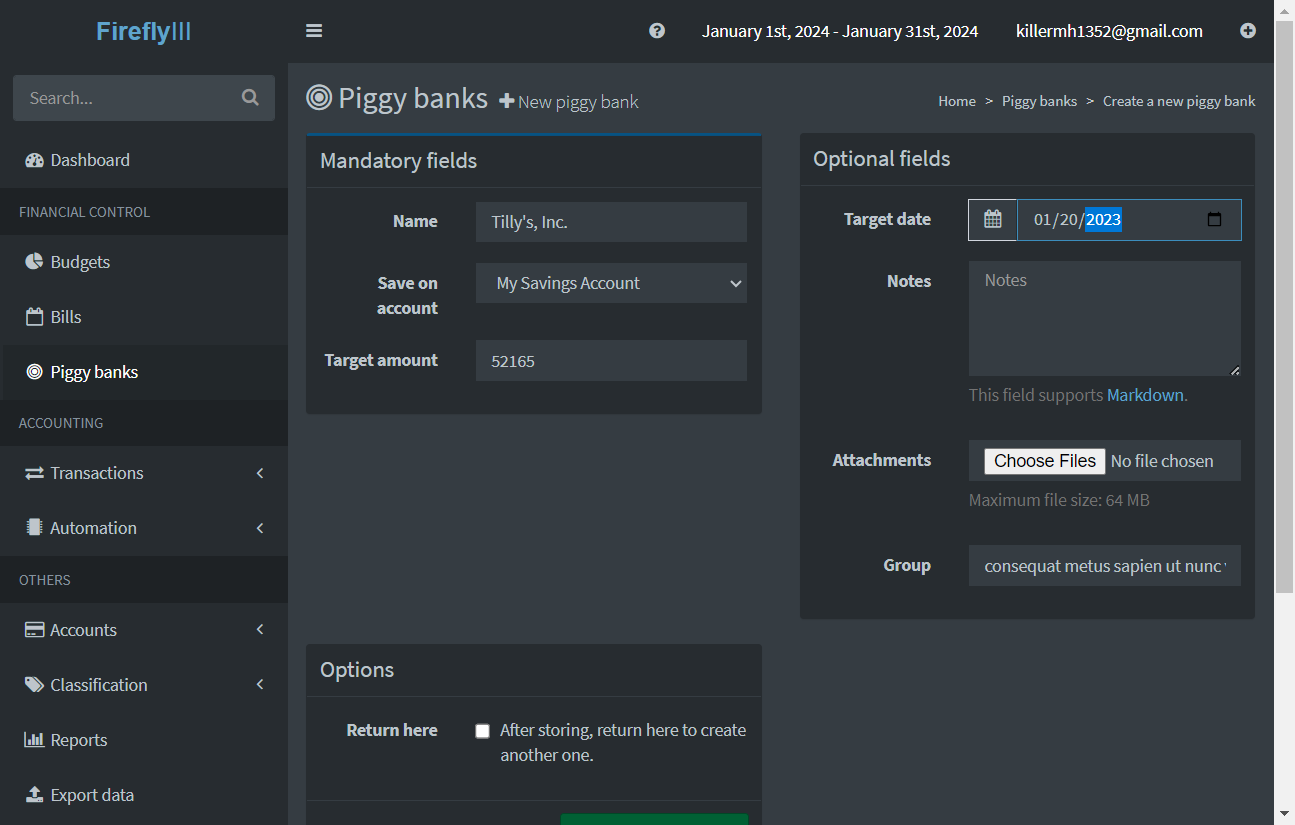 FireflyIII
January 1st, 2024 - January 31st, 2024
killermh1352@gmail.com
Search...
Dashboard
FINANCIAL CONTROL
Budgets
Bills
Piggy banks
ACCOUNTING
Transactions
Automation
OTHERS
Accounts
Classification
Reports
Export data
Piggy banks
New piggy bank
Home > Piggy banks > Create a new piggy bank
Mandatory fields
Name
Tilly's, Inc.
Save on
account
My Savings Account
Target amount
52165
Optional fields
Target date
01/20/2023
Notes
Notes
This field supports Markdown.
Attachments
Choose Files No file chosen
Maximum file size: 64 MB
Group
consequat metus sapien ut nunc
Options
Return here
After storing, return here to create
another one.